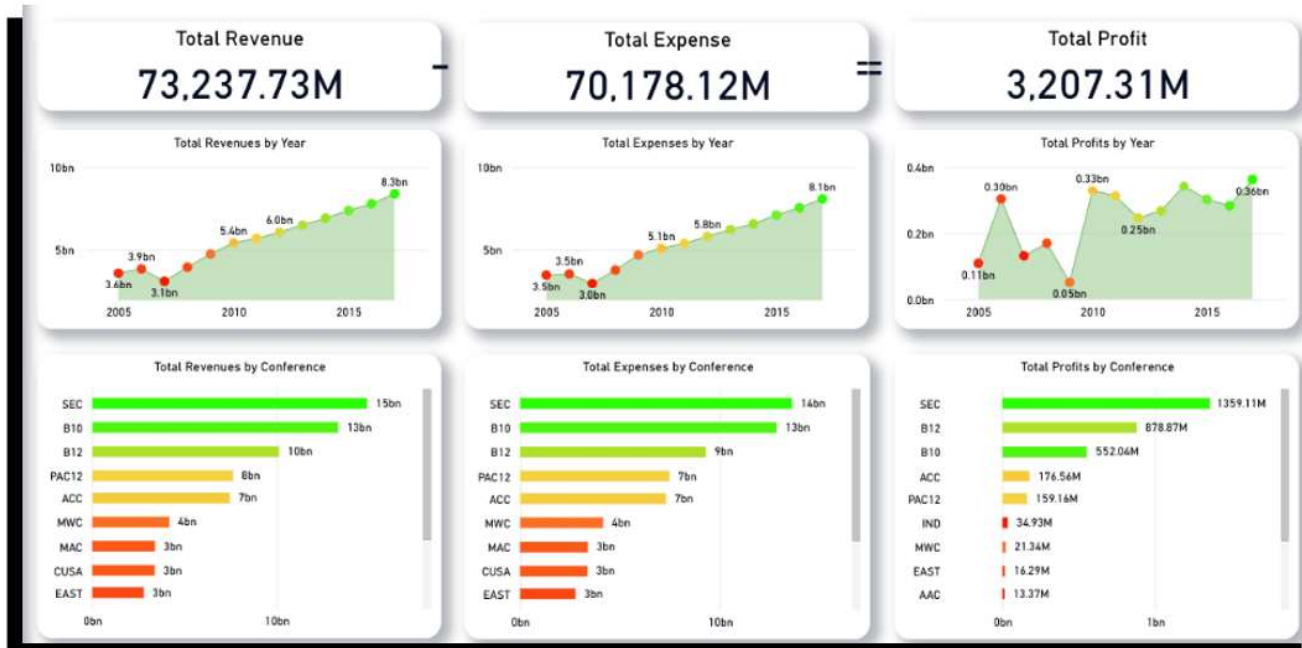 Total Revenue
73,237.73M
-
Total Expense
70,178.12M
=
Total Profit
3,207.31M
Total Revenues by Year
10bn
5bn
3.6bn
3.9bn
3.1bn
5.4bn
6.0bn
8.3bn
2005
2010
2015
Total Expenses by Year
10bn
5bn
3.5bn
3.5bn
3.0bn
5.1bn
5.8bn
8.1bn
2005
2010
2015
Total Profits by Year
0.4bn
0.2bn
0.0bn
0.11bn
0.30bn
0.05bn
0.33bn
0.25bn
0.36bn
2005
2010
2015
Total Revenues by Conference
SEC 15bn
B10 13bn
B12 10bn
PAC12 8bn
ACC 7bn
MWC 4bn
MAC 3bn
CUSA 3bn
EAST 3bn
0bn 10bn
Total Expenses by Conference
SEC 14bn
B10 13bn
B12 9bn
PAC12 7bn
ACC 7bn
MWC 4bn
MAC 3bn
CUSA 3bn
EAST 3bn
0bn 10bn
Total Profits by Conference
SEC 1359.11M
B12 878.87M
B10 552.04M
ACC 176.56M
PAC12 159.16M
IND 34.93M
MWC 21.34M
EAST 16.29M
AAC 13.37M
0bn 1bn